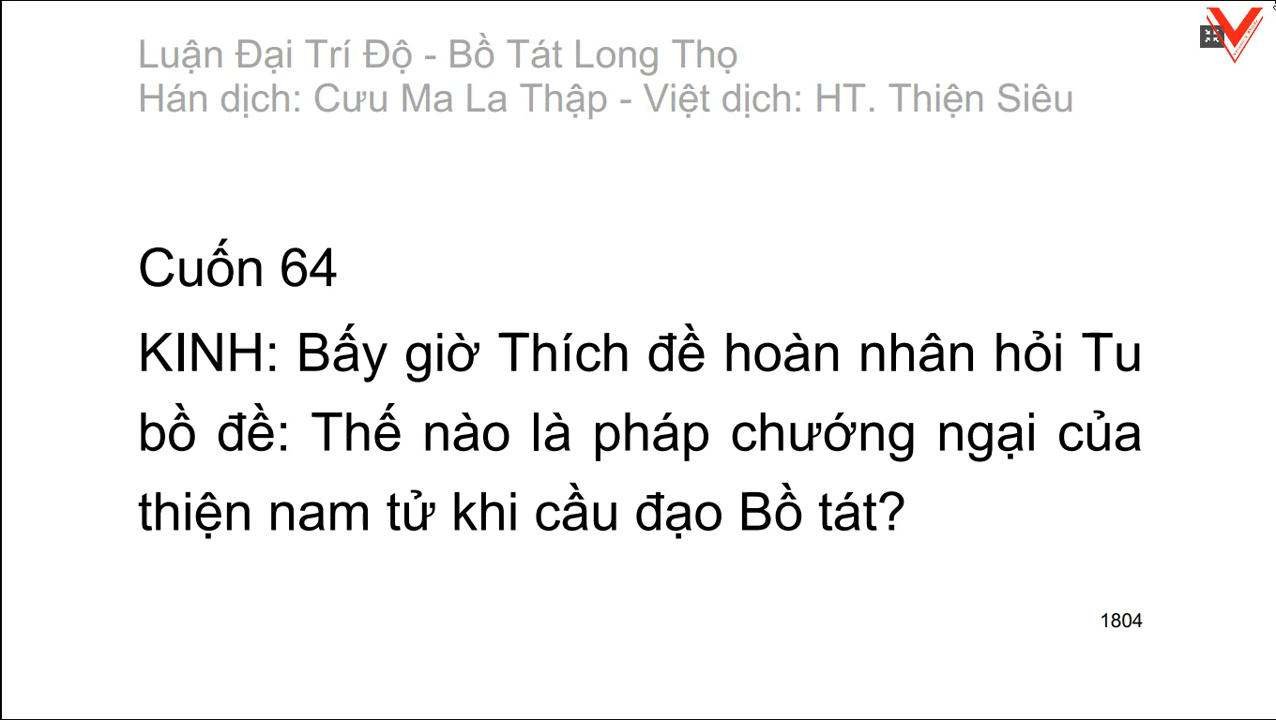 Luận Đại Trí Độ - Bồ Tát Long Thọ
Hán dịch: Cưu Ma La Thập - Việt dịch: HT. Thiện Siêu
Cuốn 64
KINH: Bấy giờ Thích đề hoàn nhân hỏi Tu
bồ đề: Thế nào là pháp chướng ngại của
thiện nam tử khi cầu đạo Bồ tát?
1804